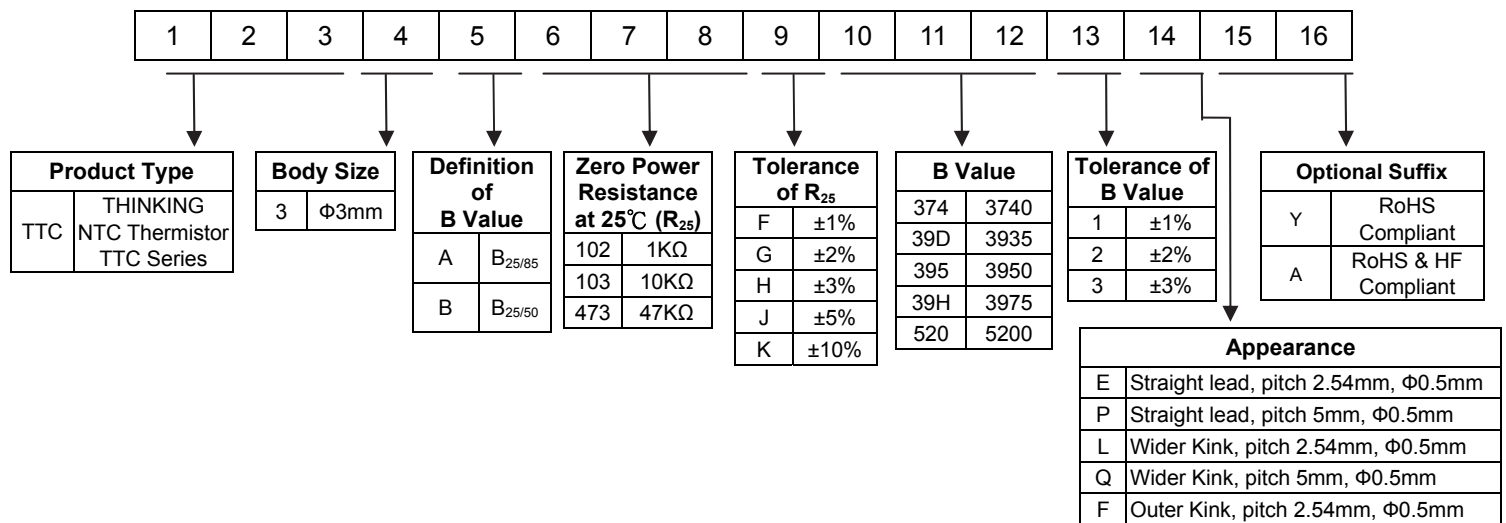 1 2 3 4 5 6 7 8 9 10 11 12 13 14 15 16
Product Type
TTC
THINKING
NTC Thermistor
TTC Series
Body Size
3 Φ3mm
Definition
of
B Value
A B25/85
B B25/50
Zero Power
Resistance
at 25℃ (R25)
102 1KΩ
103 10KΩ
473 47KΩ
Tolerance
of R25
F ±1%
G ±2%
H ±3%
J ±5%
K ±10%
B Value
374 3740
39D 3935
395 3950
39H 3975
520 5200
Tolerance of
B Value
1 ±1%
2 ±2%
3 ±3%
Optional Suffix
Y
RoHS
Compliant
A
RoHS & HF
Compliant
Appearance
E Straight lead, pitch 2.54mm, Φ0.5mm
P Straight lead, pitch 5mm, Φ0.5mm
L Wider Kink, pitch 2.54mm, Φ0.5mm
Q Wider Kink, pitch 5mm, Φ0.5mm
F Outer Kink, pitch 2.54mm, Φ0.5mm